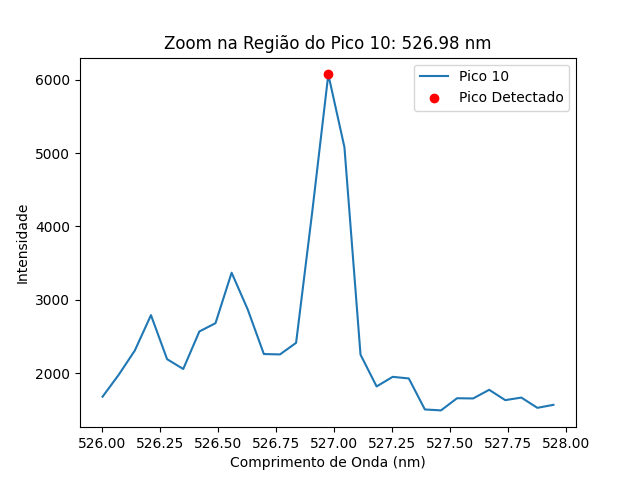 Zoom na Região do Pico 10: 526.98 nm
Pico 10
Pico Detectado
Intensidade
6000
5000
4000
3000
2000
526.00 526.25 526.50 526.75 527.00 527.25 527.50 527.75 528.00
Comprimento de Onda (nm)